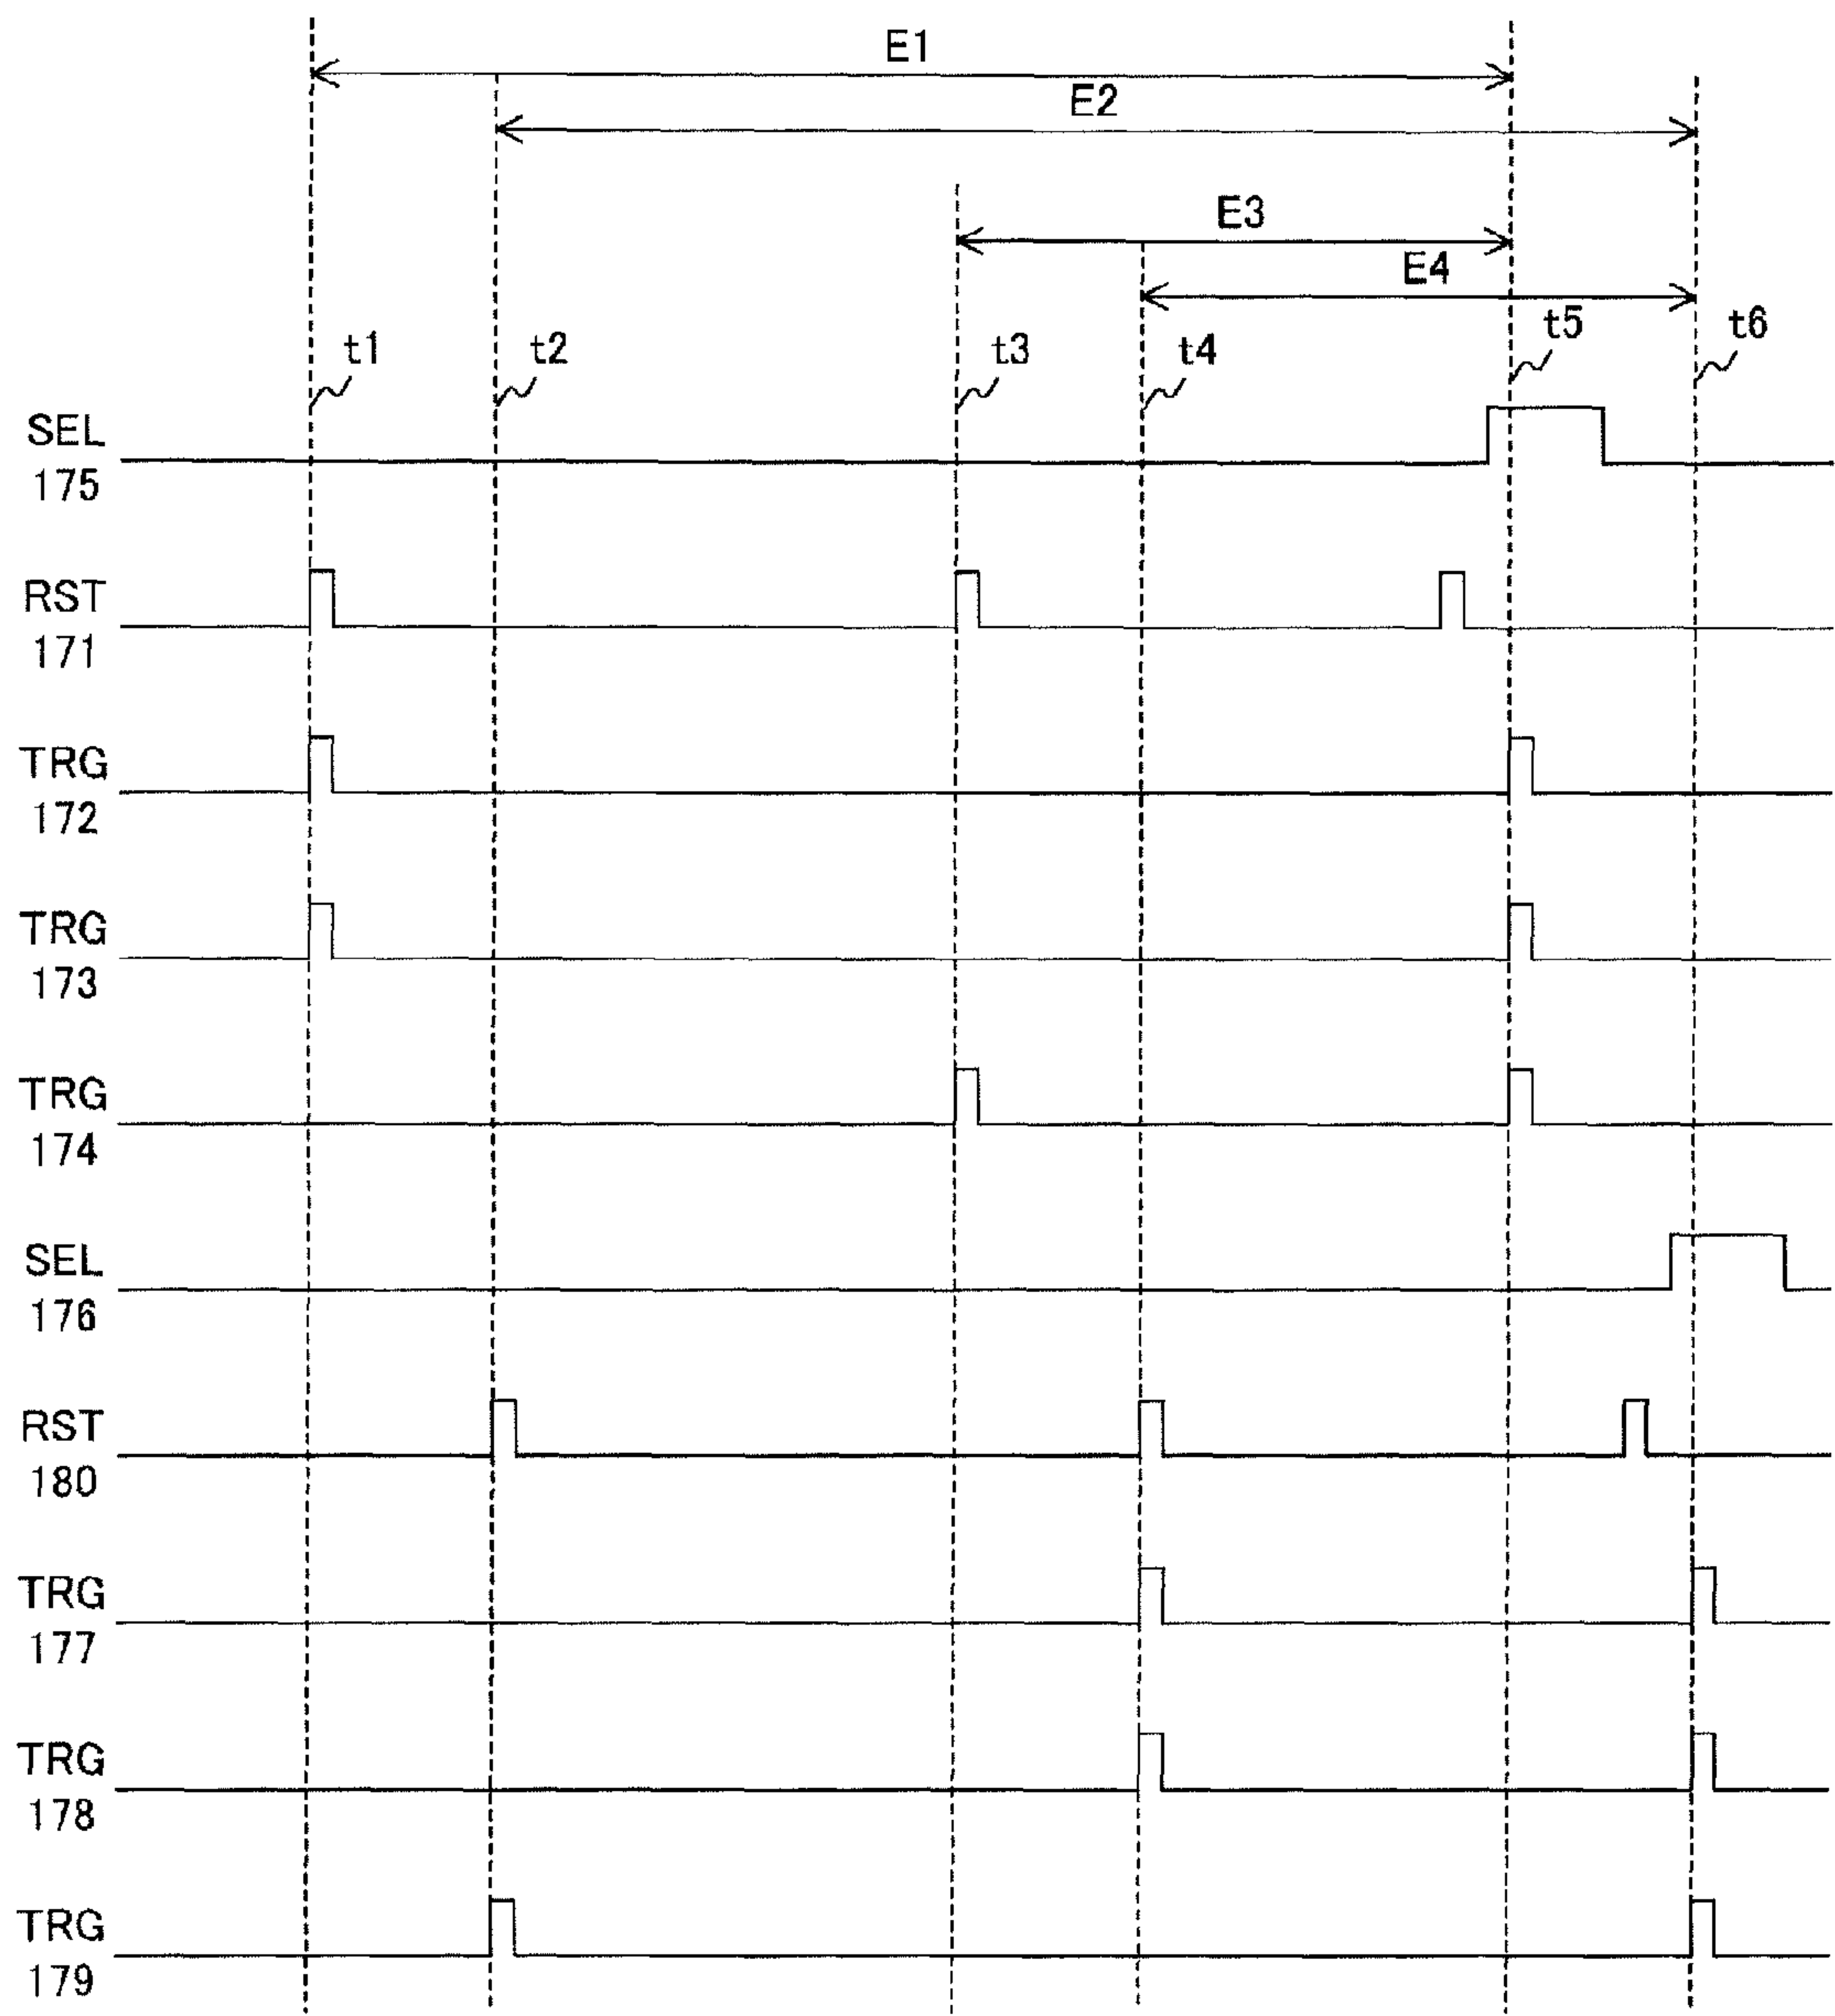 E1
E2
E3
E4
t1
t2
t3
t4
t5
t6
SEL
175
RST
171
TRG
172
TRG
173
TRG
174
SEL
176
RST
180
TRG
177
TRG
178
TRG
179